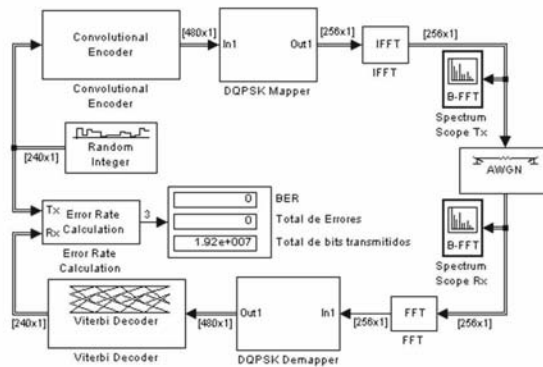 [480x1]
[256x1]
[256x1]
Convolutional
Encoder
In1
Out1
IFFT
Convolutional
Encoder
DQPSK Mapper
IFFT
B-FFT
Spectrum
Scope Tx
Random
Integer
[240x1]
AWGN
Tx
Rx
Error Rate
Calculation
3
0
BER
0
Total de Errores
1.92e+007
Total de bits transmitidos
Error Rate
Calculation
B-FFT
Spectrum
Scope Rx
Viterbi Decoder
Out1
In1
FFT
[240x1]
[480x1]
[256x1]
[256x1]
Viterbi Decoder
DQPSK Demapper
FFT